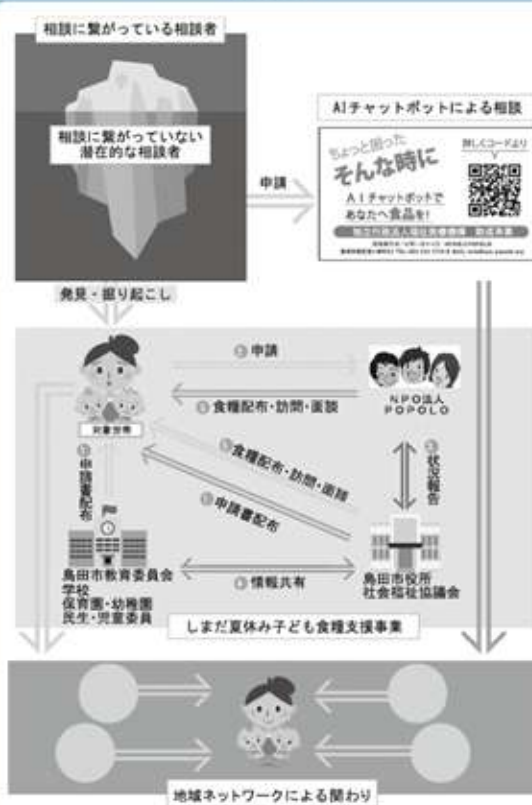 相談に繋がっている相談者
相談に繋がっていない
潜在的な相談者
申請
AIチャットボットによる相談
ちょっと困った
そんな時に
詳しくコードより
AIチャットボットで
あなたへ食品を!
発見・掘り起こし
申請
NPO法人
POPOLO
食糧配布・訪問・面談
対象世帯
申請書配布
食糧配布・訪問・面談
申請書配布
状況報告
島田市教育委員会
学校
保育園・幼稚園
民生・児童委員
情報共有
島田市役所
社会福祉協議会
しまだ夏休み子ども食糧支援事業
地域ネットワークによる関わり